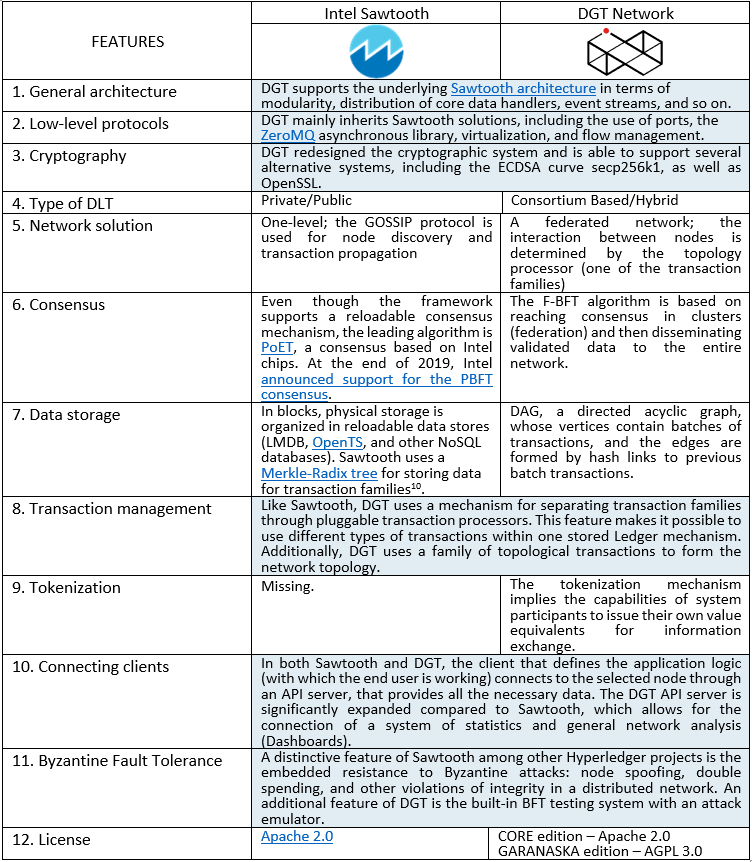 FEATURES
Intel Sawtooth
DGT Network
1. General architecture
DGT supports the underlying Sawtooth architecture in terms of
modularity, distribution of core data handlers, event streams, and so on.
2. Low-level protocols
DGT mainly inherits Sawtooth solutions, including the use of ports, the
ZeroMQ asynchronous library, virtualization, and flow management.
3. Cryptography
DGT redesigned the cryptographic system and is able to support several
alternative systems, including the ECDSA curve secp256k1, as well as
OpenSSL.
4. Type of DLT
Private/Public
Consortium Based/Hybrid
5. Network solution
One-level; the GOSSIP protocol is
used for node discovery and
transaction propagation
A federated network; the
interaction between nodes is
determined by the topology
processor (one of the transaction
families)
6. Consensus
Even though the framework
supports a reloadable consensus
mechanism, the leading algorithm is
PoET, a consensus based on Intel
chips. At the end of 2019, Intel
announced support for the PBFT
consensus.
The F-BFT algorithm is based on
reaching consensus in clusters
(federation) and then disseminating
validated data to the entire
network.
7. Data storage
In blocks, physical storage is
organized in reloadable data stores
(LMDB, OpenTS, and other NoSQL
databases). Sawtooth uses a
Merkle-Radix tree for storing data
for transaction families¹⁰.
DAG, a directed acyclic graph,
whose vertices contain batches of
transactions, and the edges are
formed by hash links to previous
batch transactions.
8. Transaction management
Like Sawtooth, DGT uses a mechanism for separating transaction families
through pluggable transaction processors. This feature makes it possible to
use different types of transactions within one stored Ledger mechanism.
Additionally, DGT uses a family of topological transactions to form the
network topology.
9. Tokenization
Missing.
The tokenization mechanism
implies the capabilities of system
participants to issue their own value
equivalents for information
exchange.
10. Connecting clients
In both Sawtooth and DGT, the client that defines the application logic
(with which the end user is working) connects to the selected node through
an API server, that provides all the necessary data. The DGT API server is
significantly expanded compared to Sawtooth, which allows for the
connection of a system of statistics and general network analysis
(Dashboards).
11. Byzantine Fault Tolerance
A distinctive feature of Sawtooth among other Hyperledger projects is the
embedded resistance to Byzantine attacks: node spoofing, double
spending, and other violations of integrity in a distributed network. An
additional feature of DGT is the built-in BFT testing system with an attack
emulator.
12. License
Apache 2.0
CORE edition – Apache 2.0
GARANASKA edition – AGPL 3.0